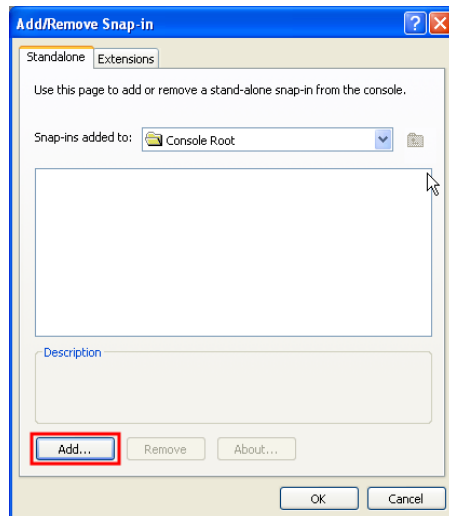 Add/Remove Snap-in
Standalone Extensions
Use this page to add or remove a stand-alone snap-in from the console.
Snap-ins added to: Console Root
Description
Add... Remove About...
OK Cancel